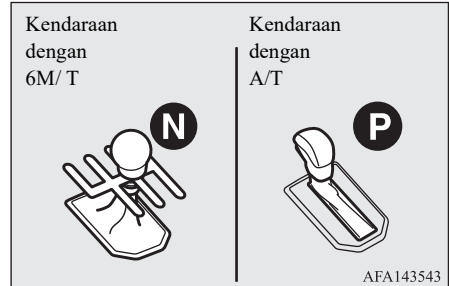 Kendaraan
dengan
6M/ T
N
Kendaraan
dengan
A/T
P
AFA143543